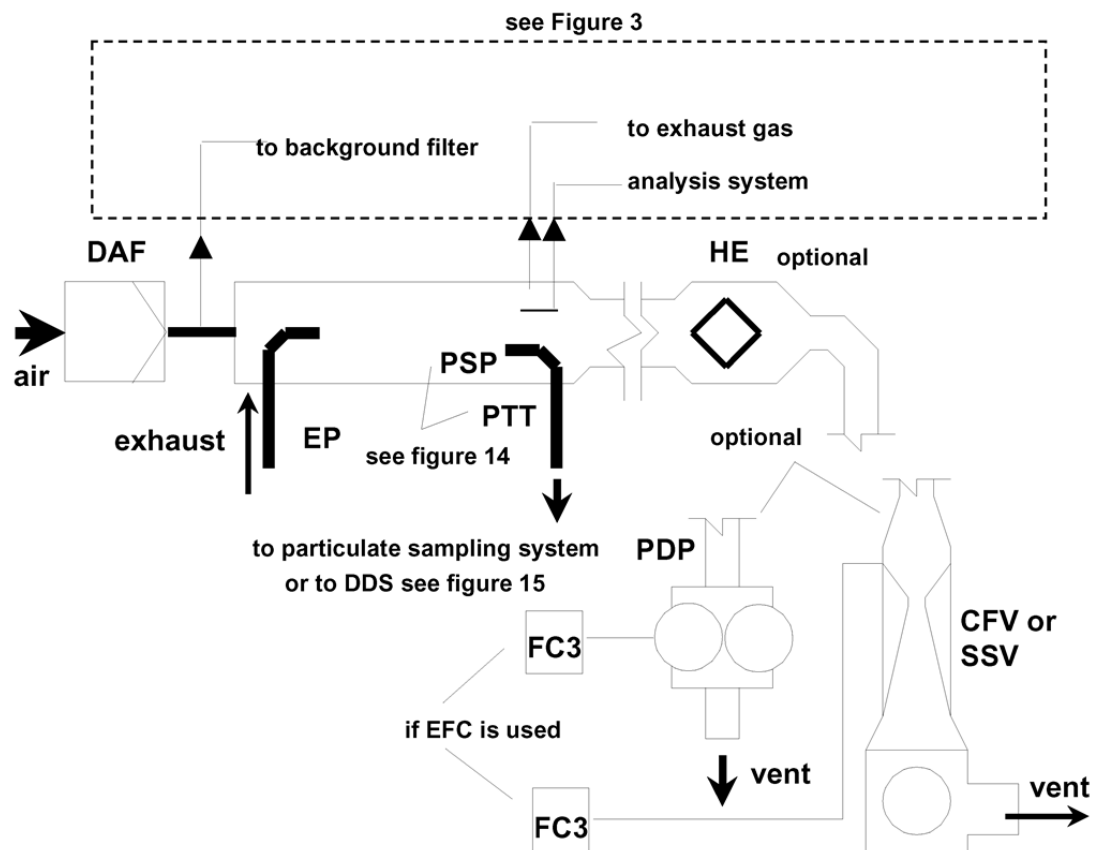 see Figure 3
to background filter
to exhaust gas
analysis system
DAF
HE optional
air
PSP
PTT
exhaust
EP
see figure 14
optional
to particulate sampling system
or to DDS see figure 15
PDP
FC3
CFV or
SSV
if EFC is used
vent
vent
FC3